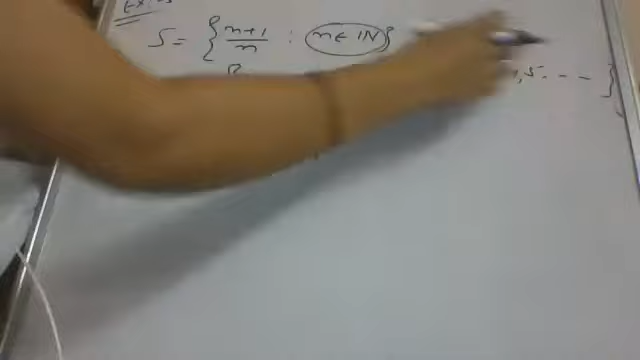 Ex:-
S = { n+1/n : n ∈ IN }
, 5, - - - }